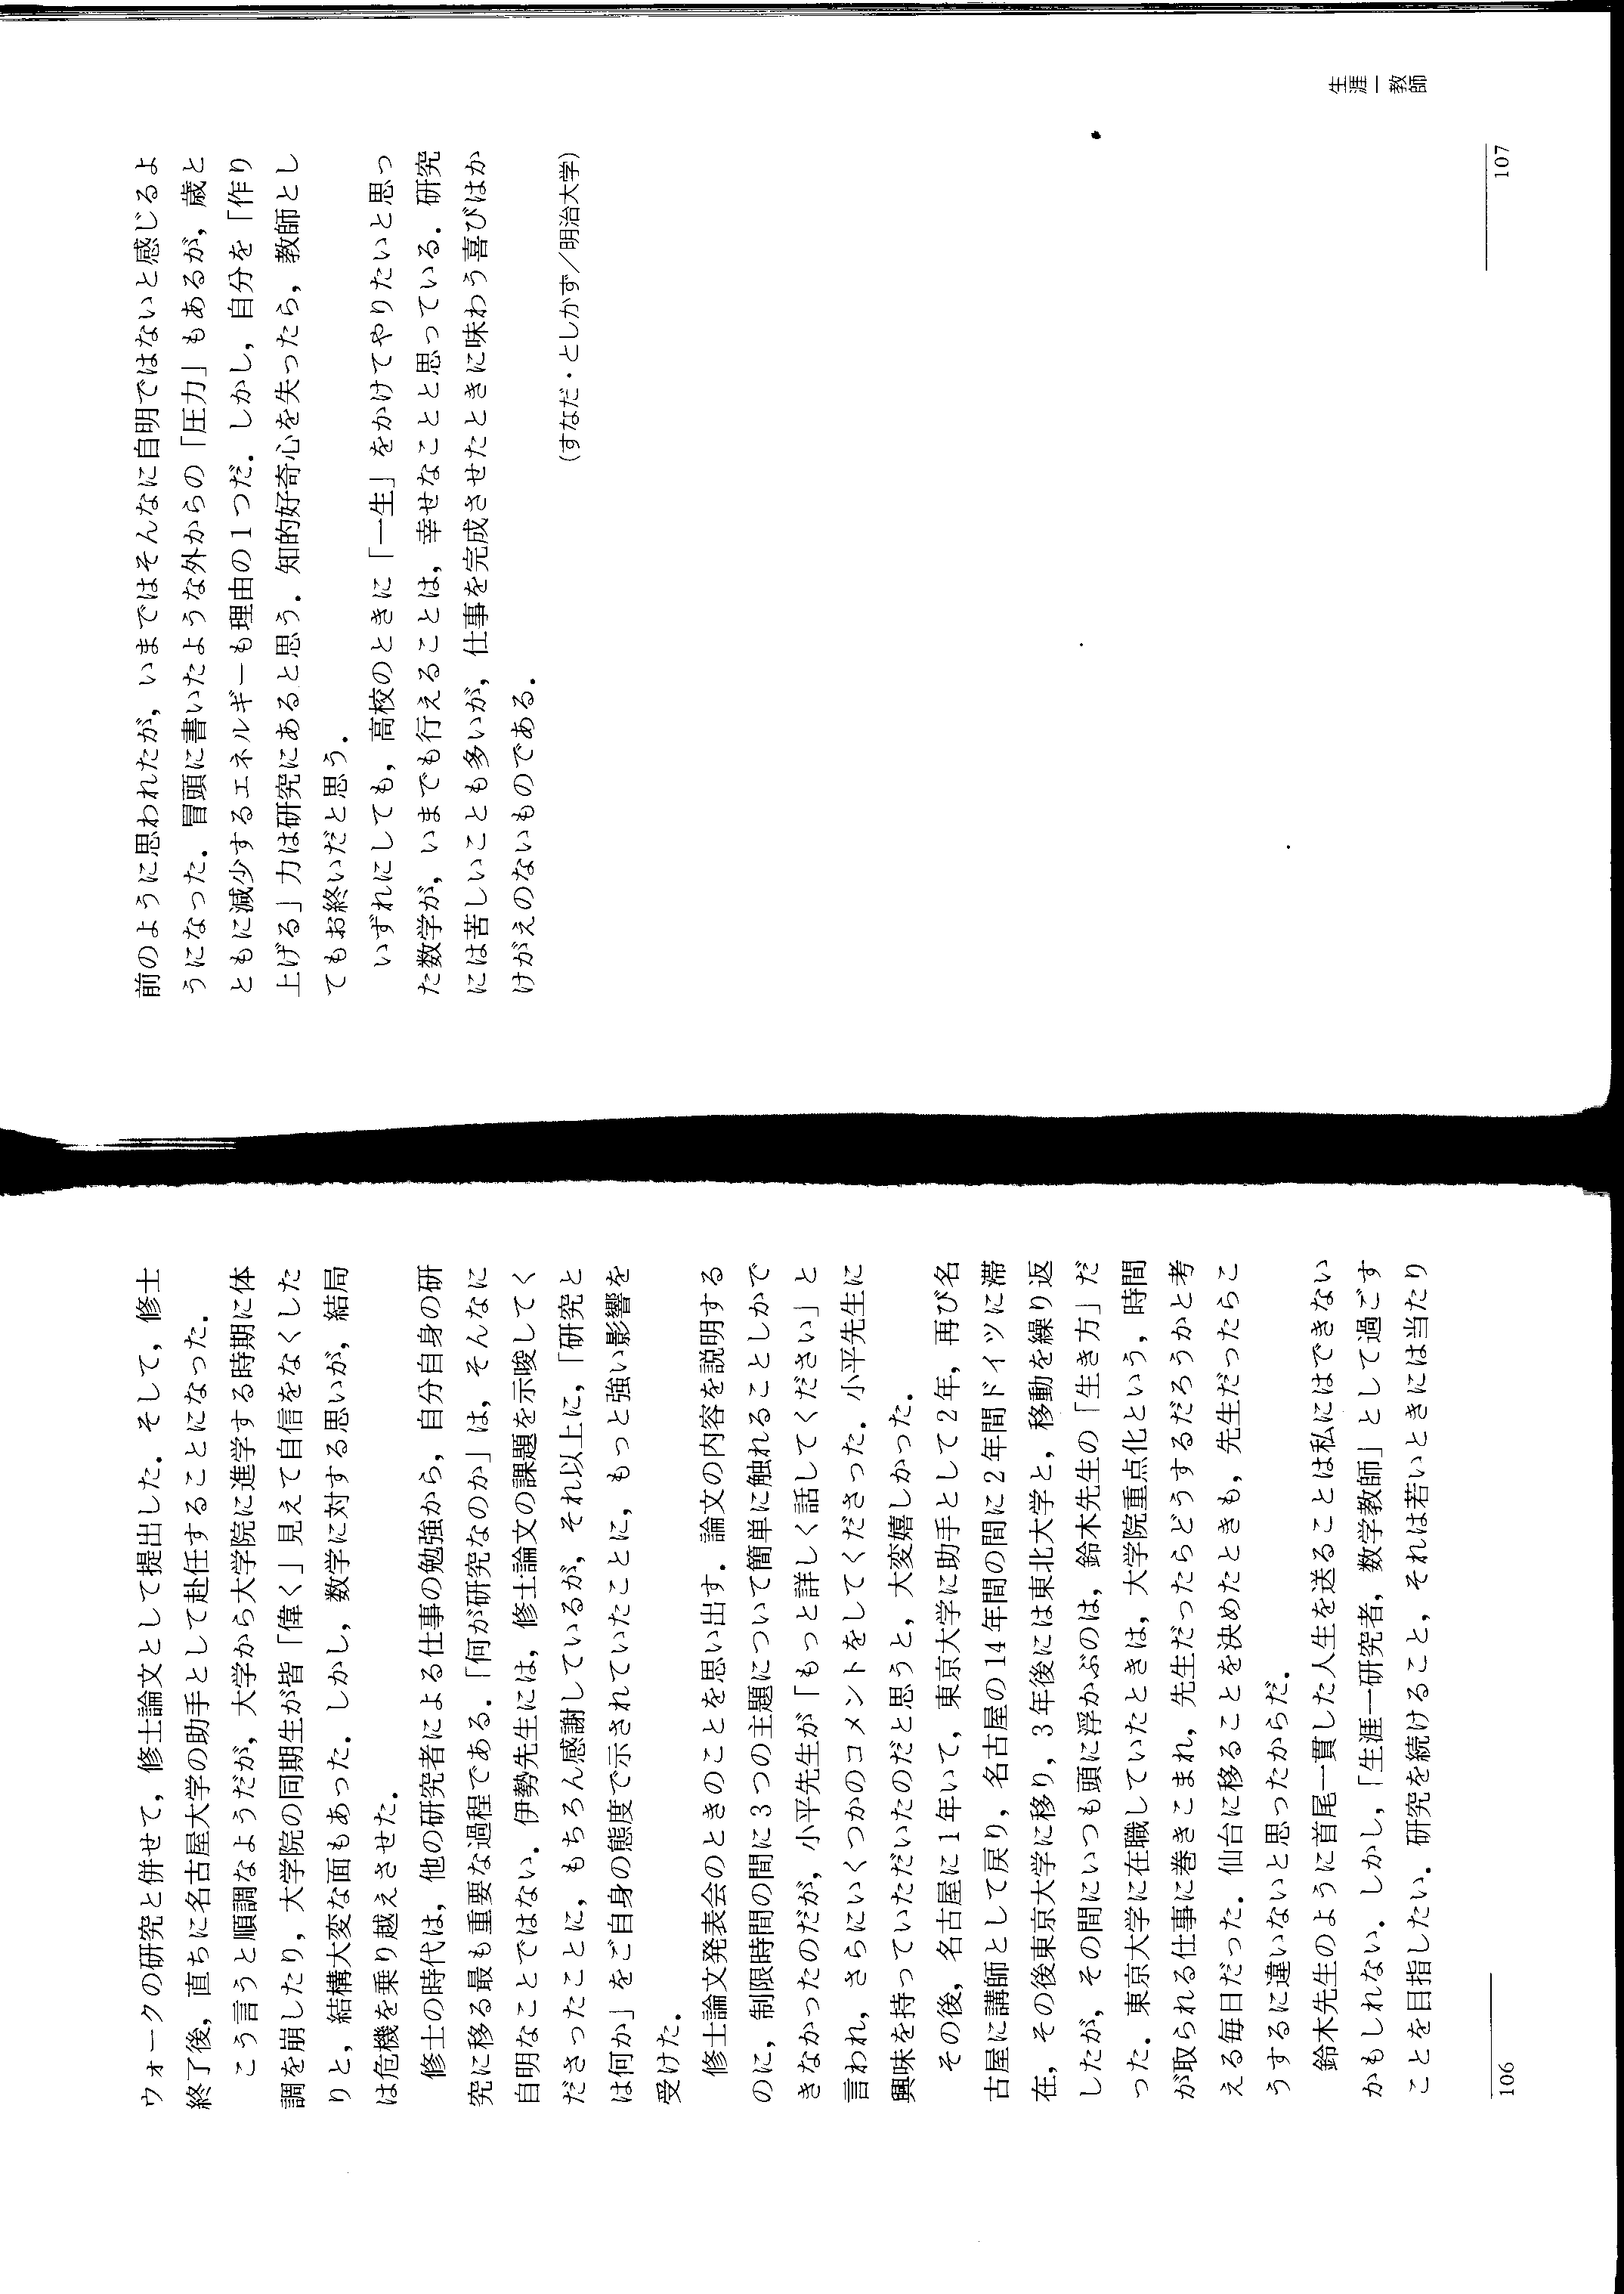 ウォークの研究と併せて，修士論文として提出した．そして，修士
終了後，直ちに名古屋大学の助手として赴任することになった．
こう言うと順調なようだが，大学から大学院に進学する時期に体
調を崩したり，大学院の同期生が皆「偉く」見えて自信をなくした
りと，結構大変な面もあった．しかし，数学に対する思いが，結局
は危機を乗り越えさせた．
修士の時代は，他の研究者による仕事の勉強から，自分自身の研
究に移る最も重要な過程である．「何が研究なのか」は，そんなに
自明なことではない．伊勢先生には，修士論文の課題を示唆してく
ださったことに，もちろん感謝しているが，それ以上に，「研究と
は何か」をご自身の態度で示されていたことに，もっと強い影響を
受けた．
修士論文発表会のときのことを思い出す．論文の内容を説明する
のに，制限時間の間に3つの主題について簡単に触れることしかで
きなかったのだが，小平先生が「もっと詳しく話してください」と
言われ，さらにいくつかのコメントをしてくださった．小平先生に
興味を持っていただいたのだと思うと，大変嬉しかった．
その後，名古屋に1年いて，東京大学に助手として2年，再び名
古屋に講師として戻り，名古屋の14年間の間に2年間ドイツに滞
在，その後東京大学に移り，3年後には東北大学と，移動を繰り返
したが，その間にいつも頭に浮かぶのは，鈴木先生の「生き方」だ
った．東京大学に在職していたときは，大学院重点化という，時間
が取られる仕事に巻きこまれ，先生だったらどうするだろうかと考
える毎日だった．仙台に移ることを決めたときも，先生だったらこ
うするに違いないと思ったからだ．
鈴木先生のように首尾一貫した人生を送ることは私にはできない
かもしれない．しかし，「生涯一研究者，数学教師」として過ごす
ことを目指したい．研究を続けること，それは若いときには当たり
106
前のように思われたが，いまではそんなに自明ではないと感じるよ
うになった．冒頭に書いたような外からの「圧力」もあるが，歳と
ともに減少するエネルギーも理由の1つだ．しかし，自分を「作り
上げる」力は研究にあると思う．知的好奇心を失ったら，教師とし
てもお終いだと思う．
いずれにしても，高校のときに「一生」をかけてやりたいと思っ
た数学が，いまでも行えることは，幸せなことと思っている．研究
には苦しいことも多いが，仕事を完成させたときに味わう喜びはか
けがえのないものである．
(すなだ・としかず／明治大学)
生涯一教師
107